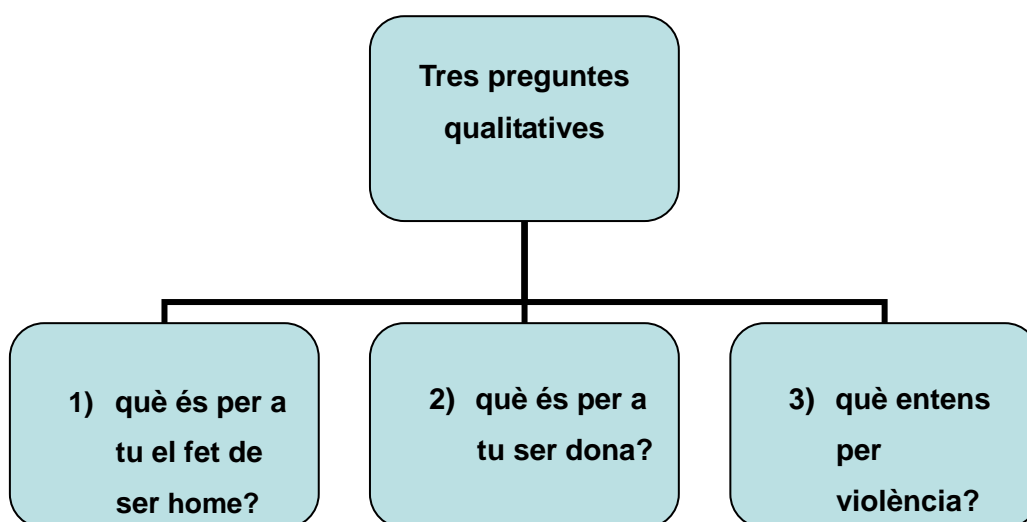 Tres preguntes
qualitatives
1) què és per a
tu el fet de
ser home?
2) què és per a
tu ser dona?
3) què entens
per
violència?